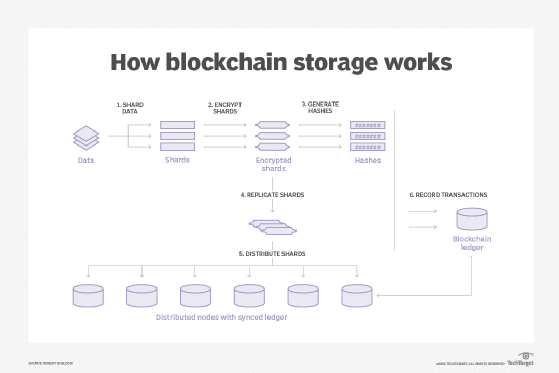 How blockchain storage works
1. SHARD
DATA
2. ENCRYPT
SHARDS
3. GENERATE
HASHES
#######
#######
#######
Data
Shards
Encrypted
shards
Hashes
4. REPLICATE SHARDS
6. RECORD TRANSACTIONS
Blockchain
ledger
5. DISTRIBUTE SHARDS
Distributed nodes with synced ledger
SOURCE: ROBERT SHELDON
ALL RIGHTS RESERVED
TechTarget